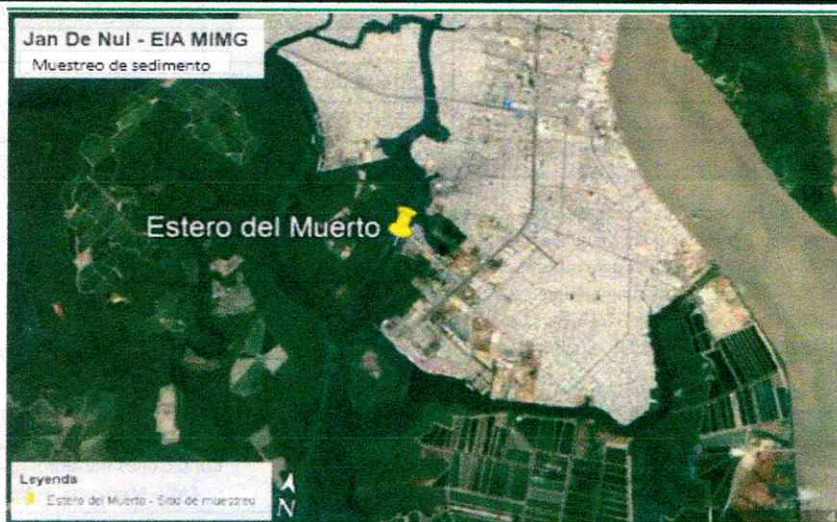 Jan De Nul - EIA MIMG
Muestreo de sedimento
Estero del Muerto
Leyenda
Estero del Muerto - Sitio de muestreo
N